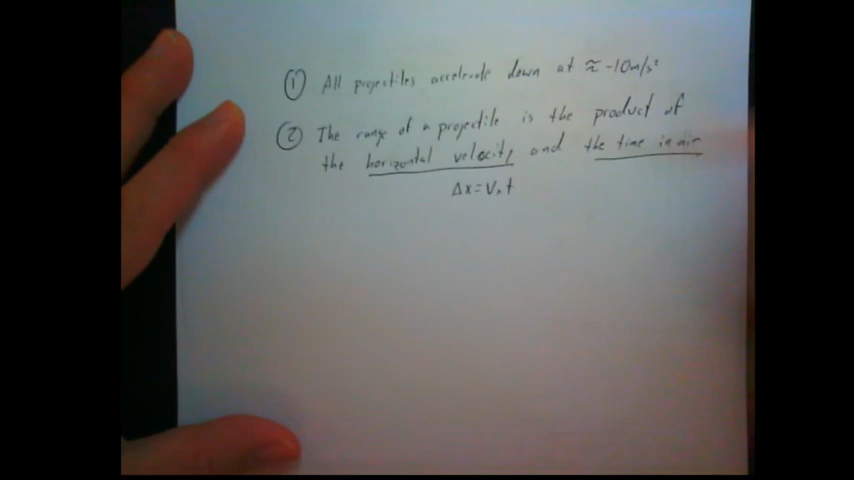 ① All projectiles accelerate down at ≈ -10m/s²
② The range of a projectile is the product of
the horizontal velocity and the time in air
Δx = Vₓ t